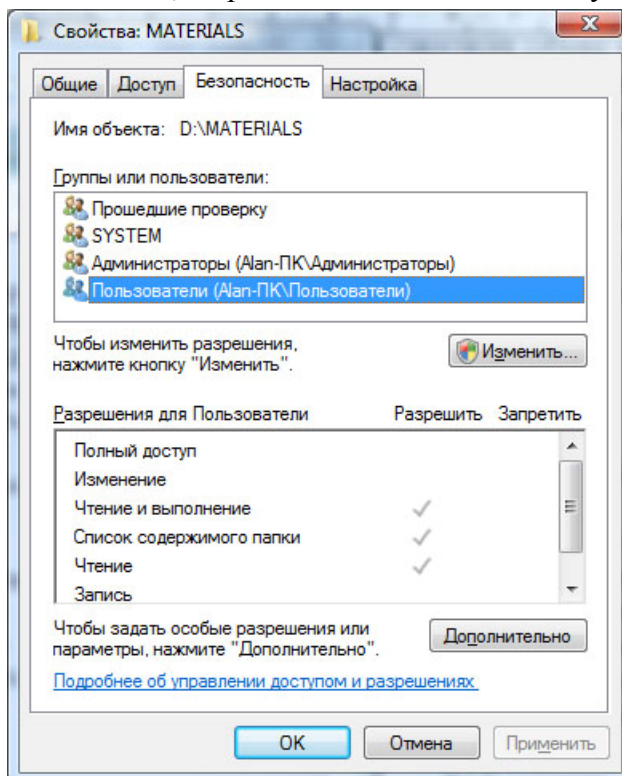 Свойства: MATERIALS
Общие Доступ Безопасность Настройка
Имя объекта: D:\MATERIALS
Группы или пользователи:
Прошедшие проверку
SYSTEM
Администраторы (Alan-ПК\Администраторы)
Пользователи (Alan-ПК\Пользователи)
Чтобы изменить разрешения,
нажмите кнопку "Изменить".
Изменить...
Разрешения для Пользователи Разрешить Запретить
Полный доступ
Изменение
Чтение и выполнение
Список содержимого папки
Чтение
Запись
Чтобы задать особые разрешения или
параметры, нажмите "Дополнительно".
Дополнительно
Подробнее об управлении доступом и разрешениях
OK Отмена Применить